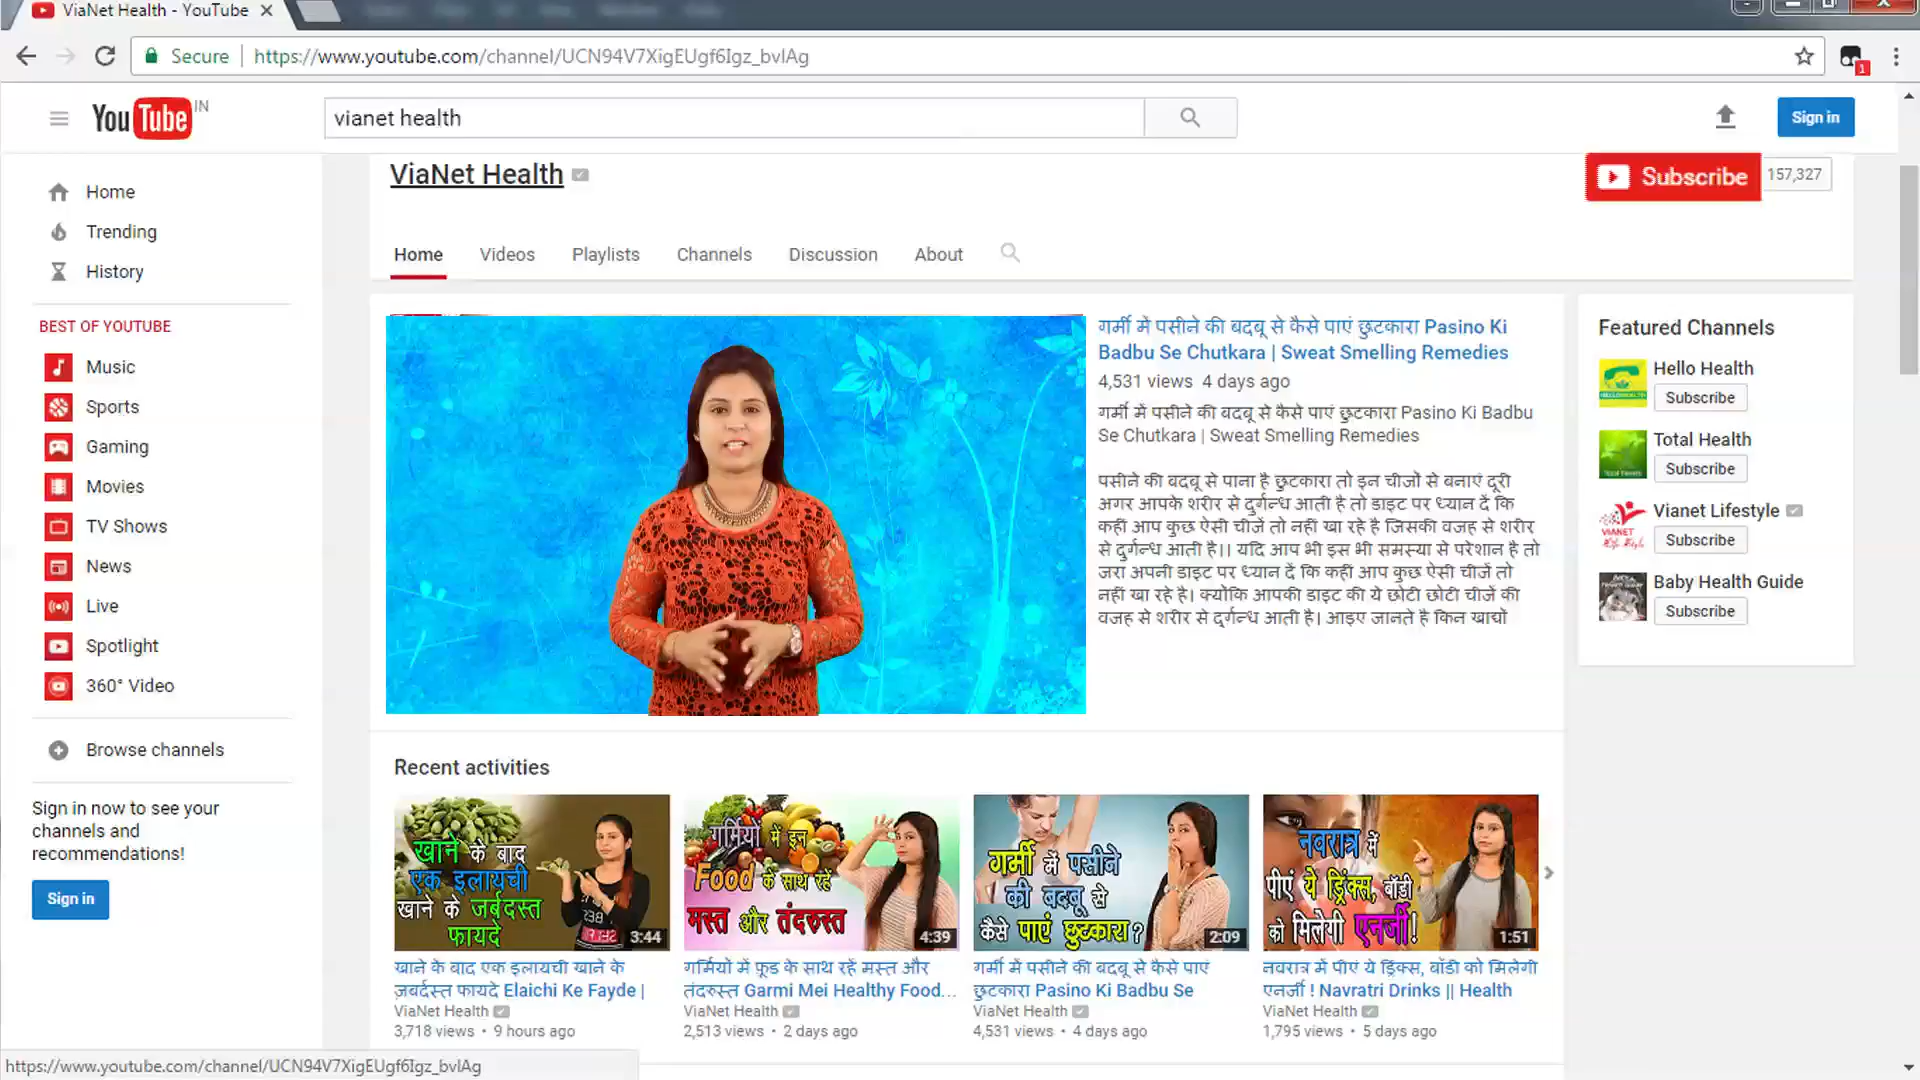 ViaNet Health - YouTube
Secure
https://www.youtube.com/channel/UCN94V7XigEUgf6Igz_bvlAg
1
YouTube IN
vianet health
Sign in
ViaNet Health
Subscribe
157,327
Home
Trending
History
BEST OF YOUTUBE
Music
Sports
Gaming
Movies
TV Shows
News
Live
Spotlight
360° Video
Browse channels
Sign in now to see your
channels and
recommendations!
Sign in
Home
Videos
Playlists
Channels
Discussion
About
गर्मी में पसीने की बदबू से कैसे पाएं छुटकारा Pasino Ki
Badbu Se Chutkara | Sweat Smelling Remedies
4,531 views 4 days ago
गर्मी में पसीने की बदबू से कैसे पाएं छुटकारा Pasino Ki Badbu
Se Chutkara | Sweat Smelling Remedies
पसीने की बदबू से पाना है छुटकारा तो इन चीजों से बनाएं दूरी
अगर आपके शरीर से दुर्गन्ध आती है तो डाइट पर ध्यान दें कि
कहीं आप कुछ ऐसी चीजें तो नहीं खा रहे है जिसकी वजह से शरीर
से दुर्गन्ध आती है।। यदि आप भी इस भी समस्या से परेशान है तो
जरा अपनी डाइट पर ध्यान दें कि कहीं आप कुछ ऐसी चीजें तो
नहीं खा रहे है। क्योंकि आपकी डाइट की ये छोटी छोटी चीजें की
वजह से शरीर से दुर्गन्ध आती है। आइए जानते है किन खाद्यों
Featured Channels
Hello Health
Subscribe
Total Health
Subscribe
Vianet Lifestyle
Subscribe
Baby Health Guide
Subscribe
Recent activities
खाने के बाद
एक इलायची
खाने के जर्बदस्त
फायदे
3:44
गर्मियों में इन
Food के साथ रहें
मस्त और तंदरुस्त
4:39
गर्मी में पसीने
की बदबू से
कैसे पाएं छुटकारा?
2:09
नवरात्र में
पीएं ये ड्रिंक्स, बॉडी
को मिलेगी एनर्जी!
1:51
खाने के बाद एक इलायची खाने के
ज़बर्दस्त फायदे Elaichi Ke Fayde |
ViaNet Health
3,718 views • 9 hours ago
गर्मियों में फ़ूड के साथ रहें मस्त और
तंदरुस्त Garmi Mei Healthy Food...
ViaNet Health
2,513 views • 2 days ago
गर्मी में पसीने की बदबू से कैसे पाएं
छुटकारा Pasino Ki Badbu Se
ViaNet Health
4,531 views • 4 days ago
नवरात्र में पीएं ये ड्रिंक्स, बॉडी को मिलेगी
एनर्जी ! Navratri Drinks || Health
ViaNet Health
1,795 views • 5 days ago
https://www.youtube.com/channel/UCN94V7XigEUgf6Igz_bvlAg